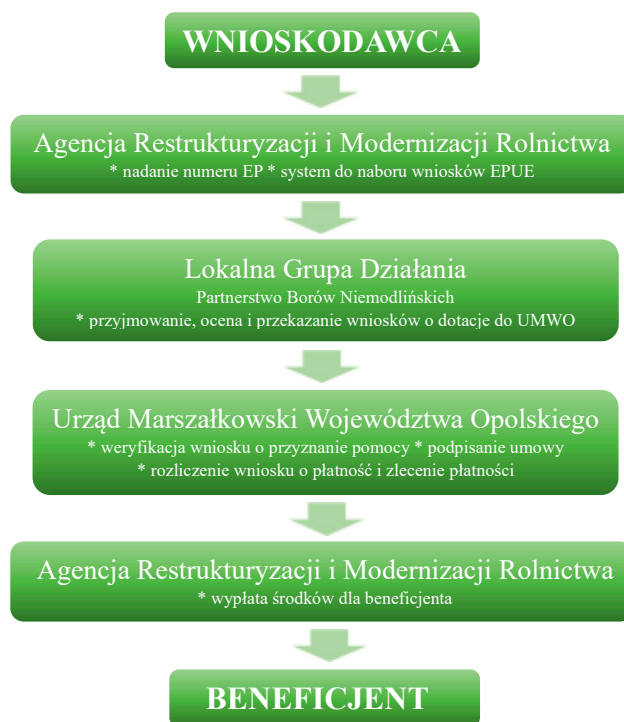 WNIOSKODAWCA
Agencja Restrukturyzacji i Modernizacji Rolnictwa
* nadanie numeru EP * system do naboru wniosków EPUE
Lokalna Grupa Działania
Partnerstwo Borów Niemodlińskich
* przyjmowanie, ocena i przekazanie wniosków o dotacje do UMWO
Urząd Marszałkowski Województwa Opolskiego
* weryfikacja wniosku o przyznanie pomocy * podpisanie umowy
* rozliczenie wniosku o płatność i zlecenie płatności
Agencja Restrukturyzacji i Modernizacji Rolnictwa
* wypłata środków dla beneficjenta
BENEFICJENT